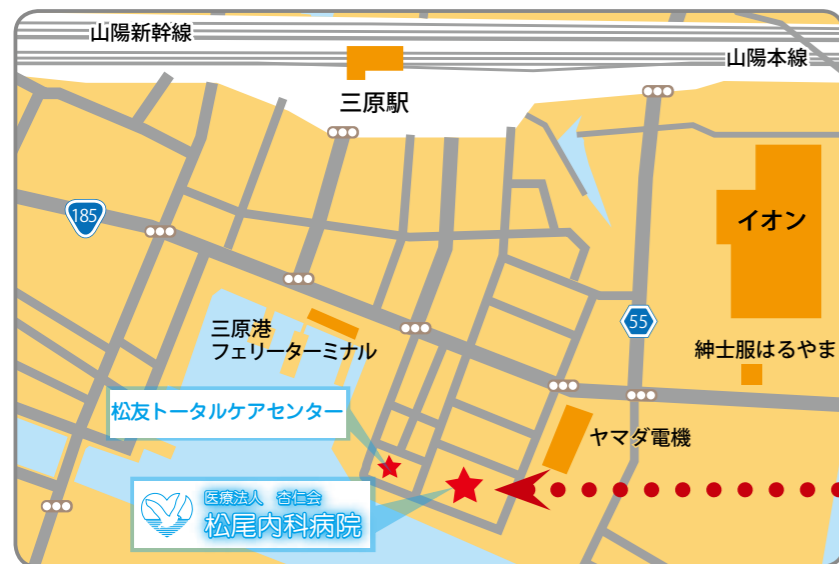 山陽新幹線
山陽本線
三原駅
185
イオン
55
三原港
フェリーターミナル
紳士服はるやま
松友トータルケアセンター
ヤマダ電機
医療法人 杏仁会
松尾内科病院